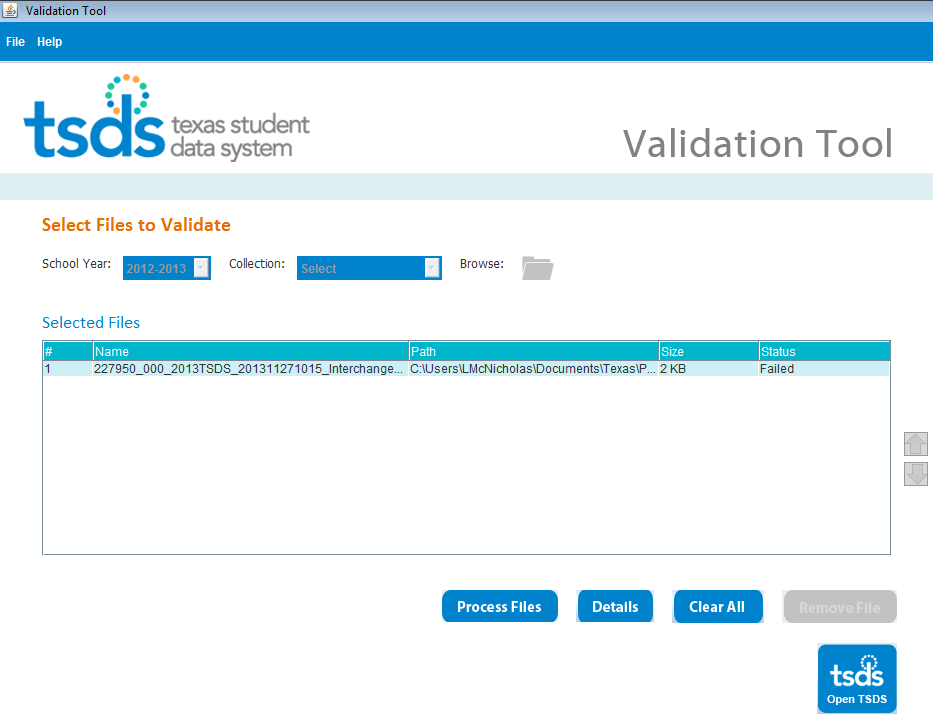 Validation Tool
File Help
tsds texas student data system
Validation Tool
Select Files to Validate
School Year: 2012-2013 Collection: Select Browse:
Selected Files
# Name Path Size Status
1 227950_000_2013TSDS_201311271015_Interchange... C:\Users\LMcNicholas\Documents\Texas\P... 2 KB Failed
Process Files Details Clear All Remove File
tsds
Open TSDS